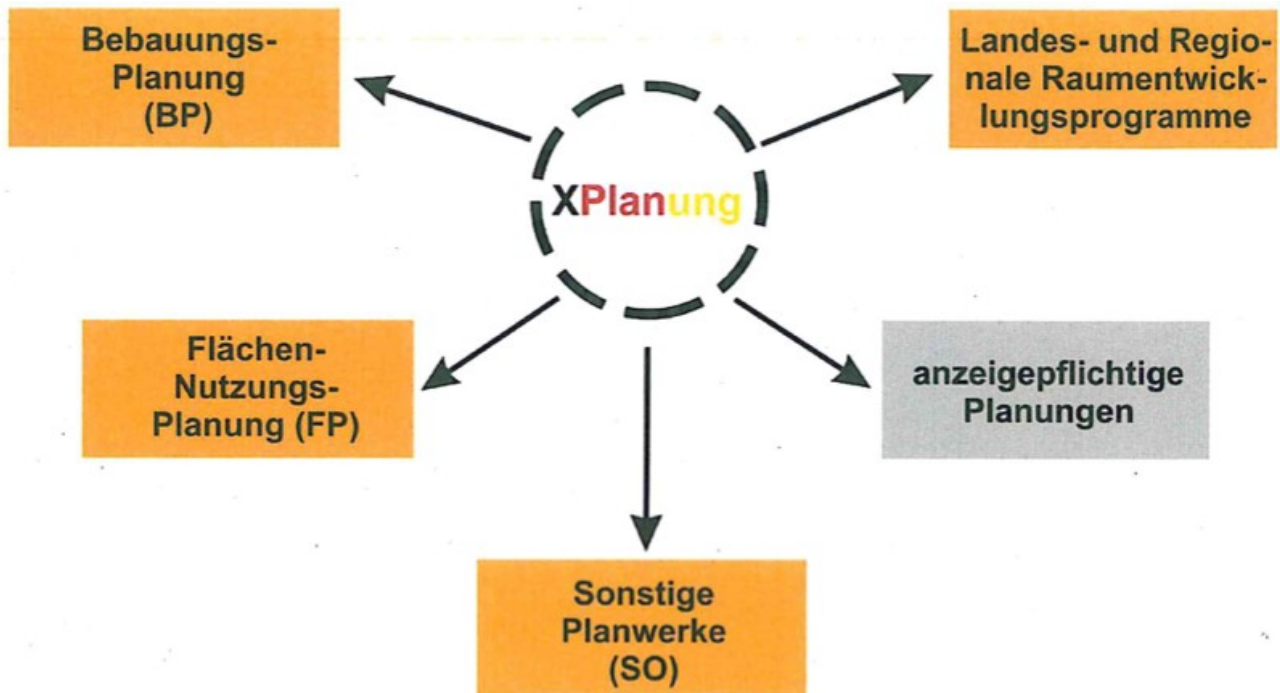 Bebauungs-
Planung
(BP)
Landes- und Regio-
nale Raumentwick-
lungsprogramme
XPlanung
Flächen-
Nutzungs-
Planung (FP)
anzeigepflichtige
Planungen
Sonstige
Planwerke
(SO)